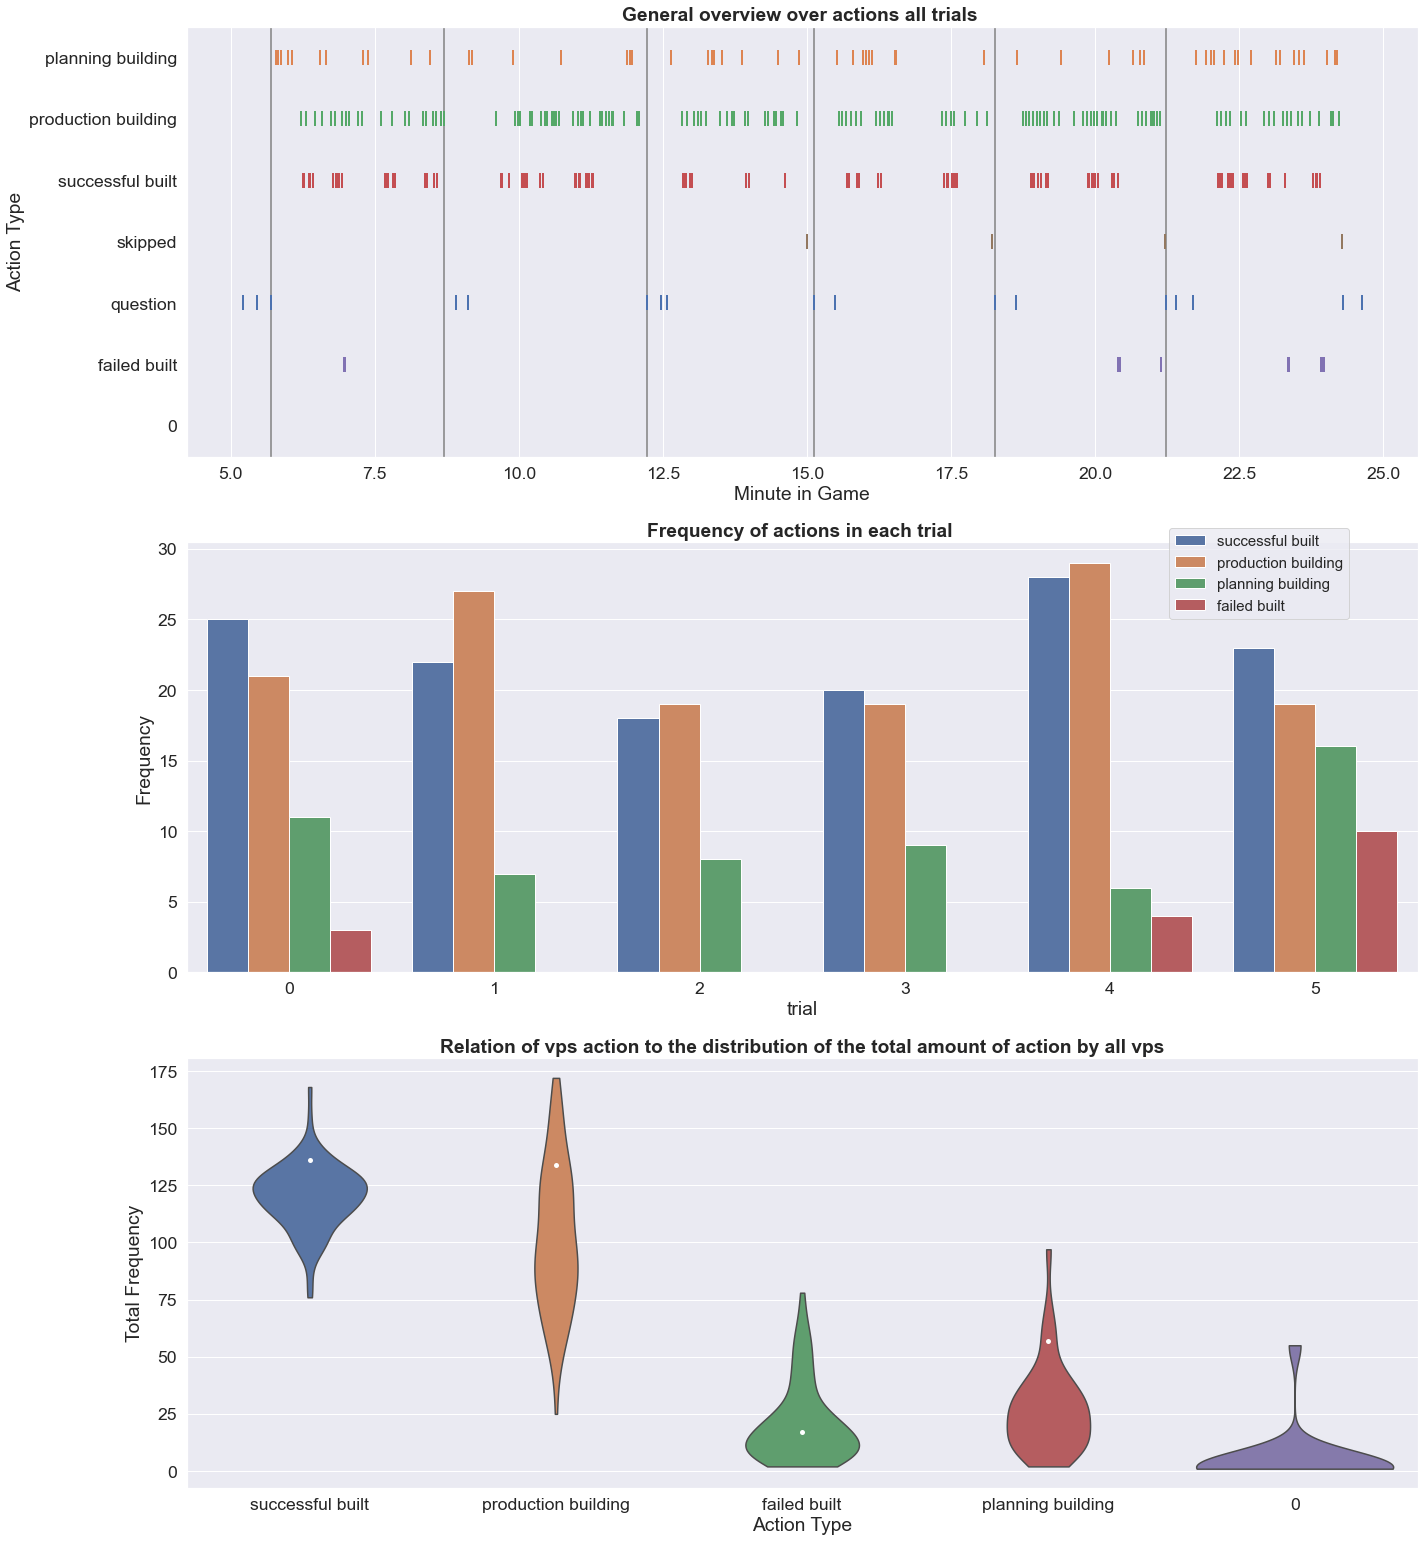 General overview over actions all trials
planning building
production building
successful built
skipped
question
failed built
0
Action Type
5.0 7.5 10.0 12.5 15.0 17.5 20.0 22.5 25.0
Minute in Game
Frequency of actions in each trial
successful built
production building
planning building
failed built
30
25
20
15
10
5
0
Frequency
0 1 2 3 4 5
trial
Relation of vps action to the distribution of the total amount of action by all vps
175
150
125
100
75
50
25
0
Total Frequency
successful built production building failed built planning building 0
Action Type